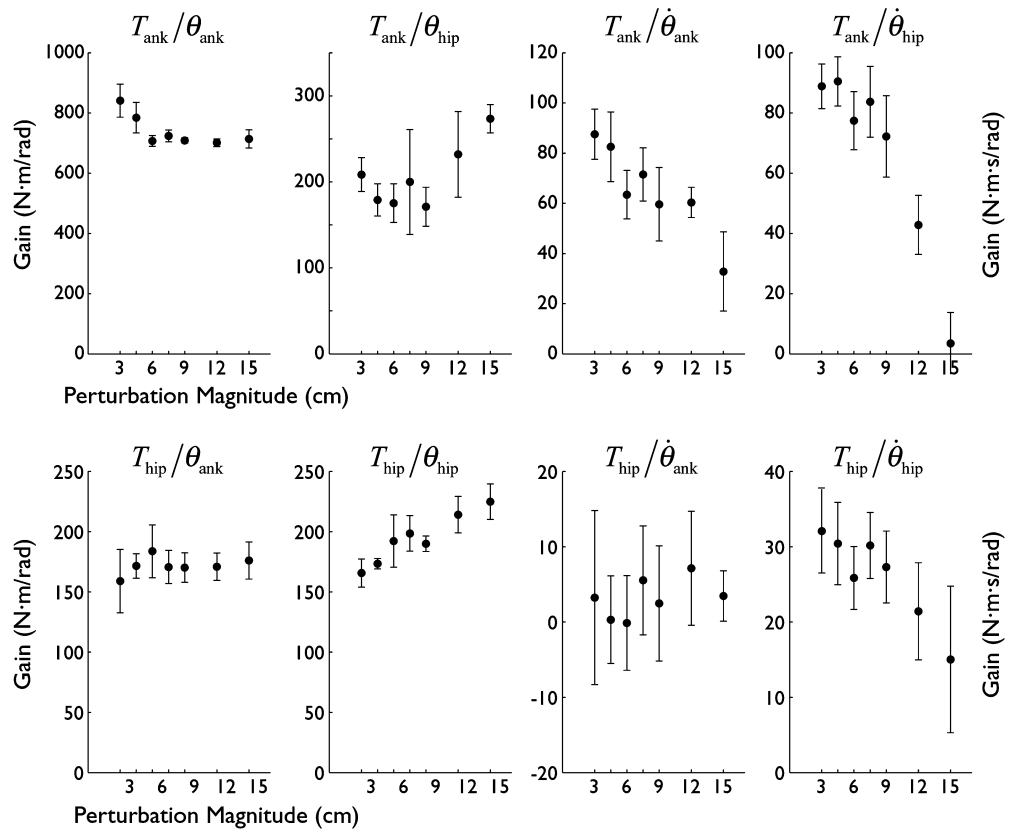 T_ank/θ_ank T_ank/θ_hip T_ank/θ̇_ank T_ank/θ̇_hip
Gain (N·m/rad)
1000
800
600
400
200
0
3 6 9 12 15
300
200
100
0
3 6 9 12 15
120
100
80
60
40
20
0
3 6 9 12 15
100
80
60
40
20
0
3 6 9 12 15
Gain (N·m·s/rad)
Perturbation Magnitude (cm)
T_hip/θ_ank T_hip/θ_hip T_hip/θ̇_ank T_hip/θ̇_hip
Gain (N·m/rad)
250
200
150
100
50
0
3 6 9 12 15
250
200
150
100
50
0
3 6 9 12 15
20
10
0
-10
-20
3 6 9 12 15
40
30
20
10
0
3 6 9 12 15
Gain (N·m·s/rad)
Perturbation Magnitude (cm)